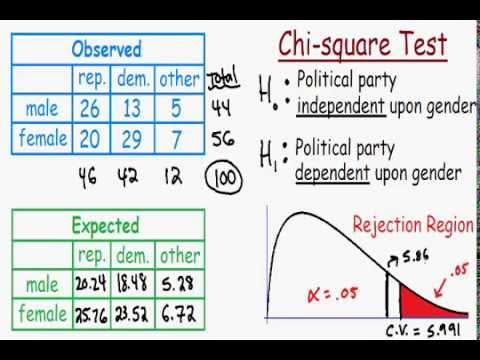 Observed
rep. dem. other Total
male 26 13 5 44
female 20 29 7 56
46 42 12 100
Expected
rep. dem. other
male 20.24 18.48 5.28
female 25.76 23.52 6.72
Chi-square Test
H₀: Political party
independent upon gender
H₁: Political party
dependent upon gender
Rejection Region
5.86
α = .05
.05
C.V. = 5.991